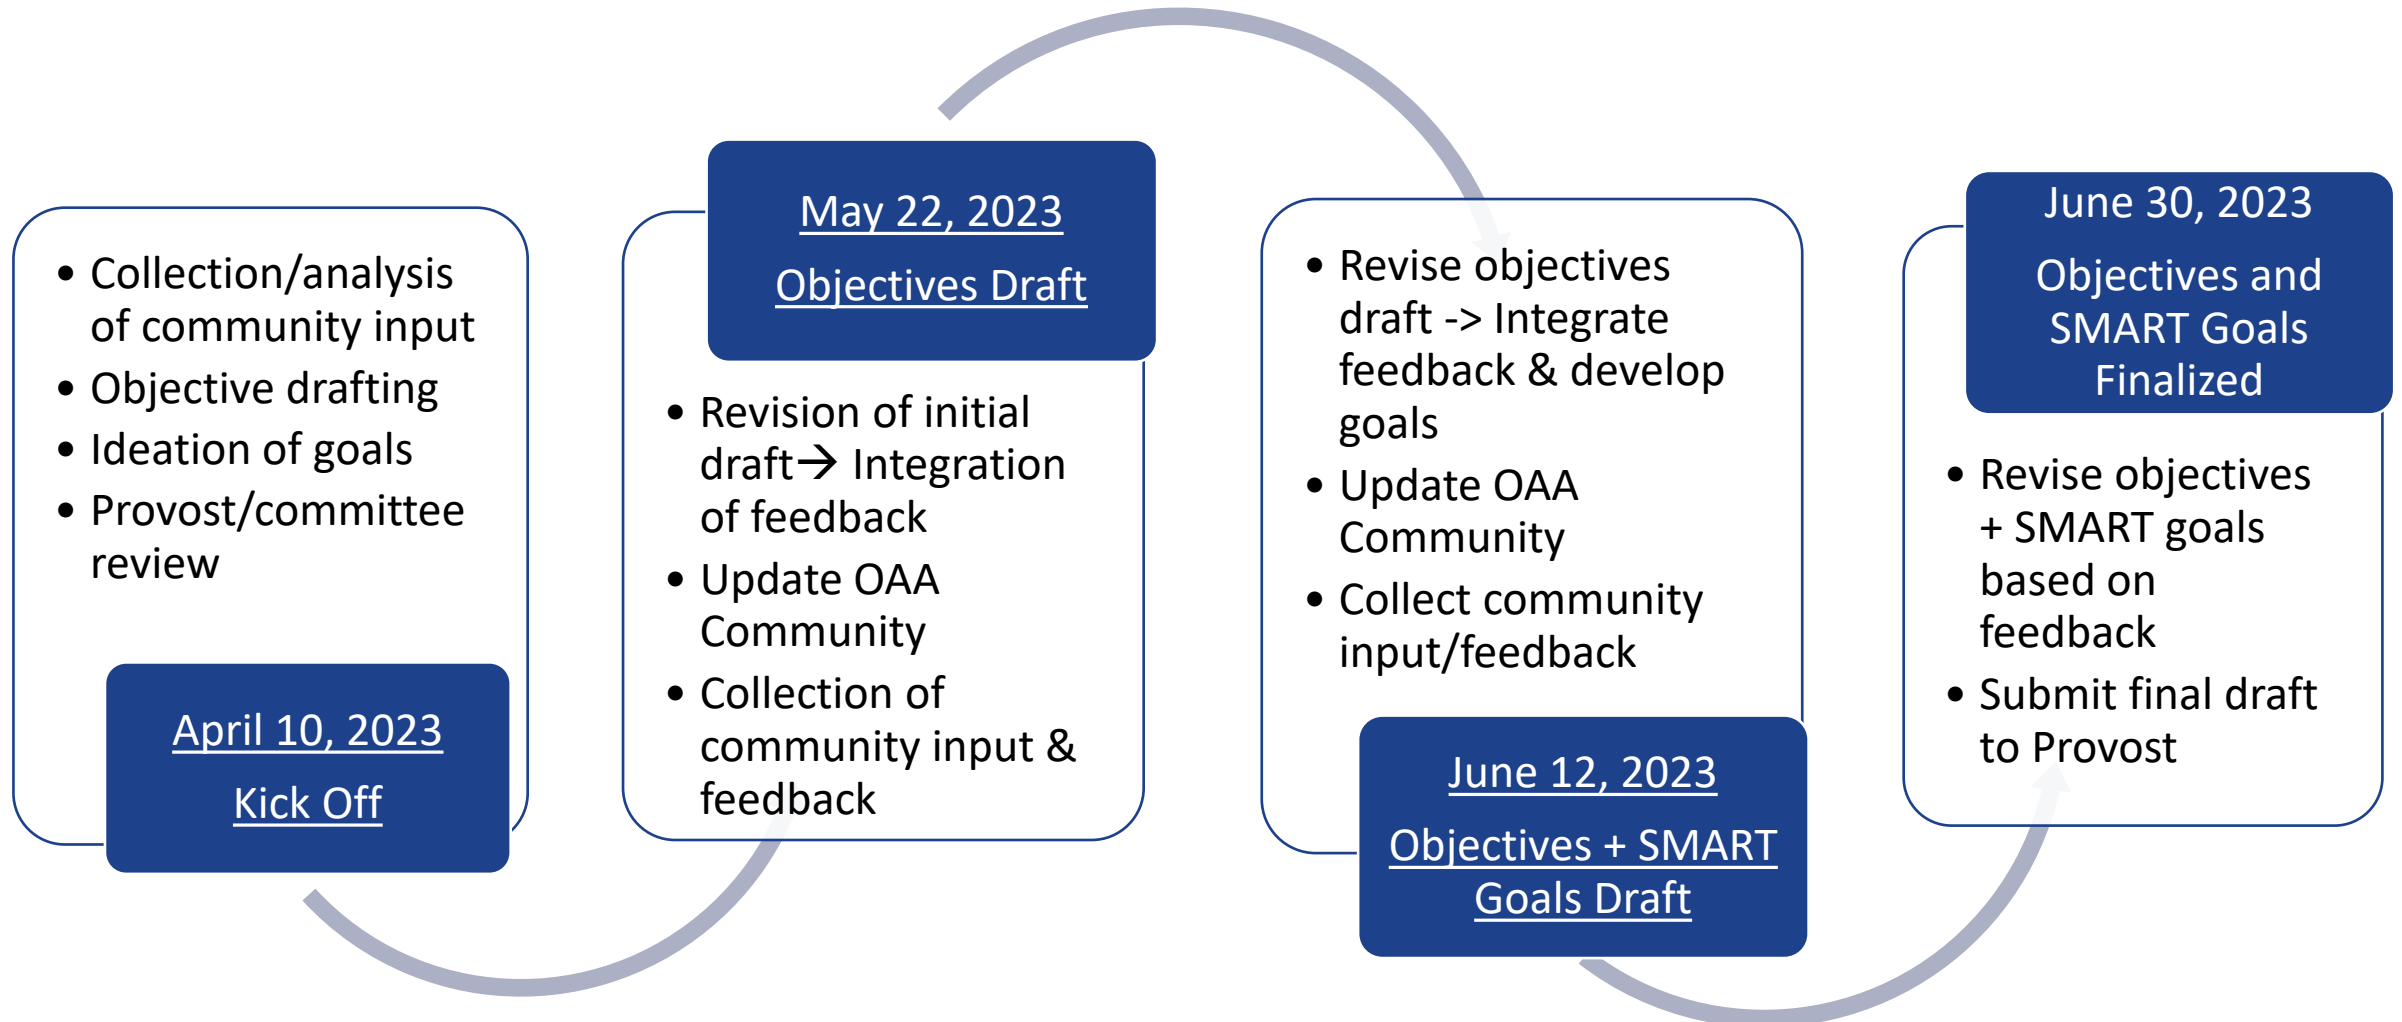 • Collection/analysis
of community input
• Objective drafting
• Ideation of goals
• Provost/committee
review
April 10, 2023
Kick Off
May 22, 2023
Objectives Draft
• Revision of initial
draft→ Integration
of feedback
• Update OAA
Community
• Collection of
community input &
feedback
• Revise objectives
draft -> Integrate
feedback & develop
goals
• Update OAA
Community
• Collect community
input/feedback
June 12, 2023
Objectives + SMART
Goals Draft
June 30, 2023
Objectives and
SMART Goals
Finalized
• Revise objectives
+ SMART goals
based on
feedback
• Submit final draft
to Provost